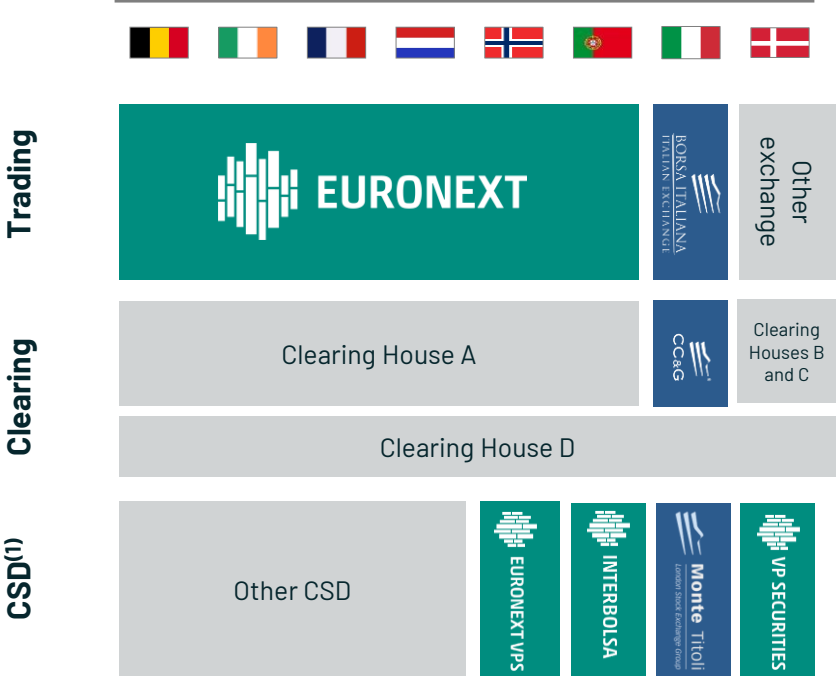 Trading
EURONEXT
BORSA ITALIANA
ITALIAN EXCHANGE
Other
exchange
Clearing
Clearing House A
CC&G
Clearing
Houses B
and C
Clearing House D
CSD(1)
Other CSD
EURONEXT VPS
INTERBOLSA
Monte Titoli
London Stock Exchange Group
VP SECURITIES